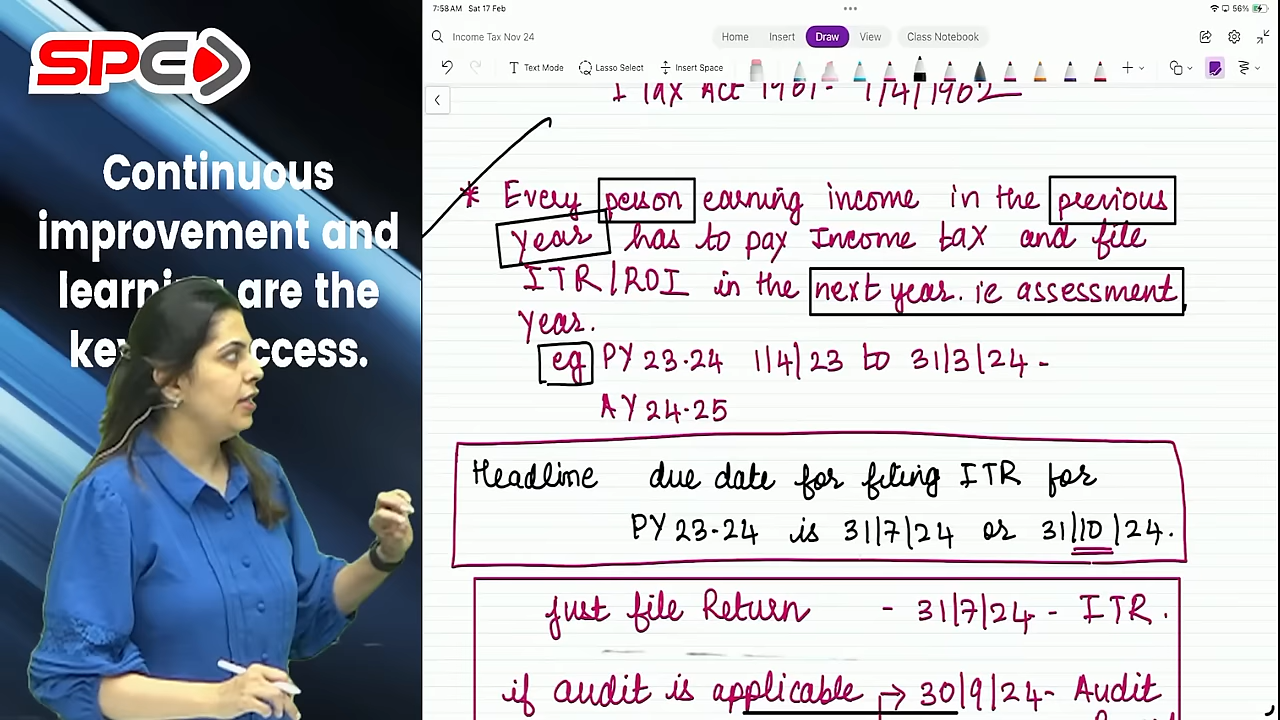 7:58 AM Sat 17 Feb
56%
Income Tax Nov 24
Home Insert Draw View Class Notebook
Text Mode Lasso Select Insert Space
SPC
Continuous
improvement and
are the
I Tax Act 1961- 1/4/1962
* Every person earning income in the previous
year has to pay Income tax and file
ITR/ROI in the next year. ie assessment
year.
eg PY 23-24 1/4/23 to 31/3/24 -
AY 24-25
Headline due date for filing ITR for
PY 23-24 is 31/7/24 or 31/10/24.
Just file Return - 31/7/24 - ITR.
if audit is applicable → 30/9/24 - Audit